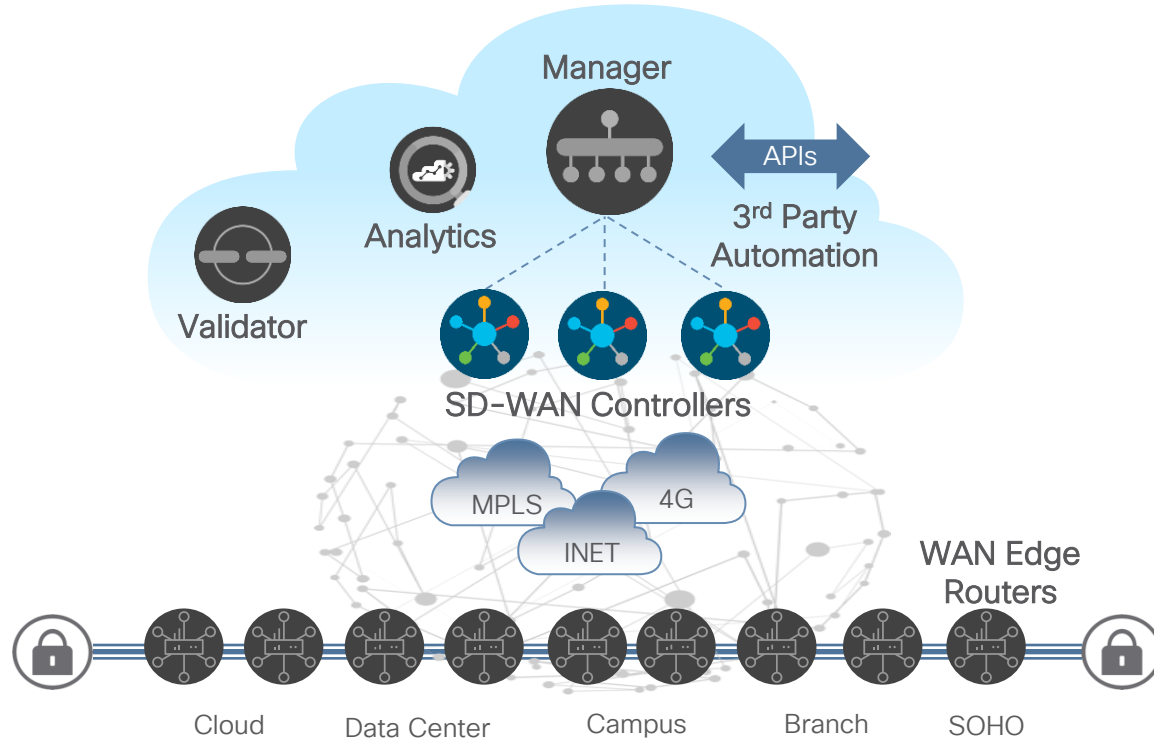 Manager
APIs
3rd Party
Automation
Analytics
Validator
SD-WAN Controllers
MPLS
4G
INET
WAN Edge
Routers
Cloud
Data Center
Campus
Branch
SOHO